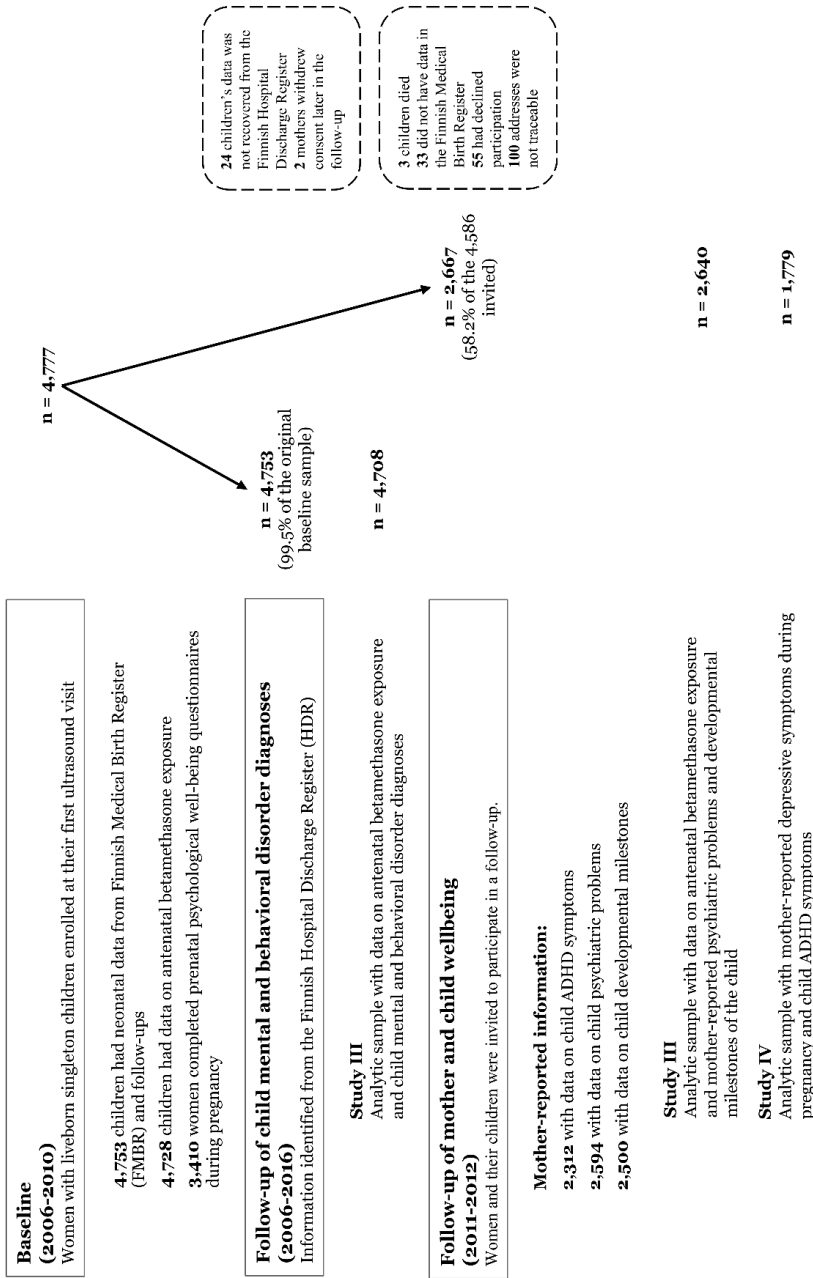 Baseline
(2006-2010)
Women with liveborn singleton children enrolled at their first ultrasound visit
n = 4,777
4,753 children had neonatal data from Finnish Medical Birth Register
(FMBR) and follow-ups
4,728 children had data on antenatal betamethasone exposure
3,410 women completed prenatal psychological well-being questionnaires
during pregnancy
Follow-up of child mental and behavioral disorder diagnoses
(2006-2016)
Information identified from the Finnish Hospital Discharge Register (HDR)
n = 4,753
(99.5% of the original
baseline sample)
24 children's data was
not recovered from the
Finnish Hospital
Discharge Register
2 mothers withdrew
consent later in the
follow-up
Study III
Analytic sample with data on antenatal betamethasone exposure
and child mental and behavioral disorder diagnoses
n = 4,708
Follow-up of mother and child wellbeing
(2011-2012)
Women and their children were invited to participate in a follow-up.
n = 2,667
(58.2% of the 4,586
invited)
3 children died
33 did not have data in
the Finnish Medical
Birth Register
55 had declined
participation
100 addresses were
not traceable
Mother-reported information:
2,312 with data on child ADHD symptoms
2,594 with data on child psychiatric problems
2,500 with data on child developmental milestones
Study III
Analytic sample with data on antenatal betamethasone exposure
and mother-reported psychiatric problems and developmental
milestones of the child
n = 2,640
Study IV
Analytic sample with mother-reported depressive symptoms during
pregnancy and child ADHD symptoms
n = 1,779